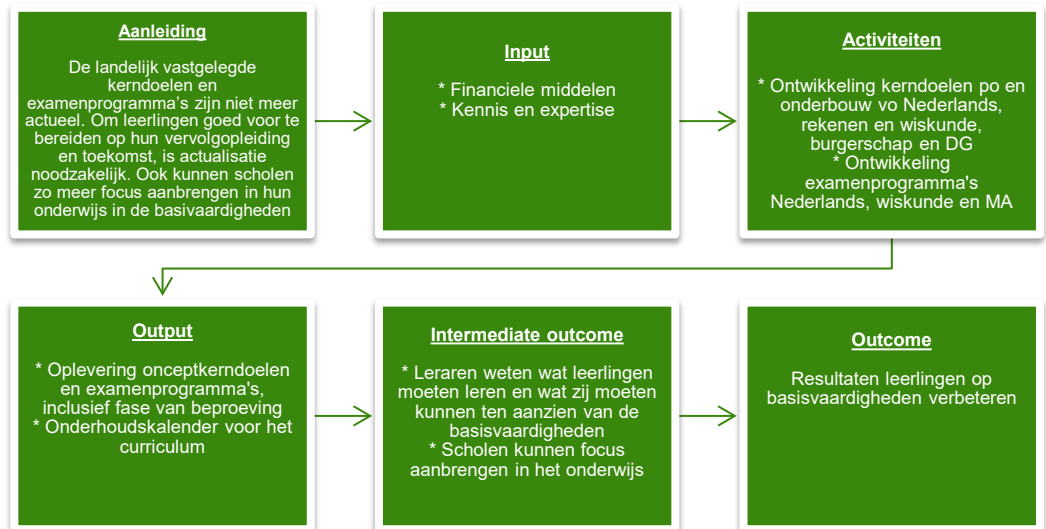 Aanleiding
De landelijk vastgelegde
kerndoelen en
examenprogramma's zijn niet meer
actueel. Om leerlingen goed voor te
bereiden op hun vervolgopleiding
en toekomst, is actualisatie
noodzakelijk. Ook kunnen scholen
zo meer focus aanbrengen in hun
onderwijs in de basivaardigheden
Input
* Financiele middelen
* Kennis en expertise
Activiteiten
* Ontwikkeling kerndoelen po en
onderbouw vo Nederlands,
rekenen en wiskunde,
burgerschap en DG
* Ontwikkeling
examenprogramma's
Nederlands, wiskunde en MA
Output
* Oplevering onceptkerndoelen
en examenprogramma's,
inclusief fase van beproeving
* Onderhoudskalender voor het
curriculum
Intermediate outcome
* Leraren weten wat leerlingen
moeten leren en wat zij moeten
kunnen ten aanzien van de
basisvaardigheden
* Scholen kunnen focus
aanbrengen in het onderwijs
Outcome
Resultaten leerlingen op
basisvaardigheden verbeteren